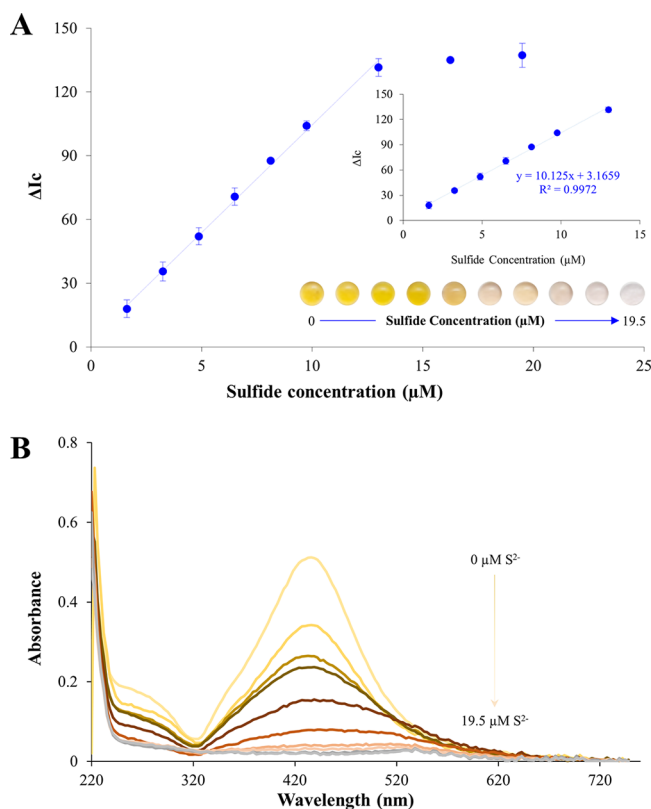 A
150
120
90
60
30
0
ΔIc
0
5
10
15
20
25
Sulfide concentration (µM)
150
120
90
60
30
0
ΔIc
y = 10.125x + 3.1659
R² = 0.9972
0
5
10
15
Sulfide Concentration (µM)
0
Sulfide Concentration (µM)
19.5
B
0.8
0.6
0.4
0.2
0
Absorbance
0 µM S²⁻
19.5 µM S²⁻
220
320
420
520
620
720
Wavelength (nm)